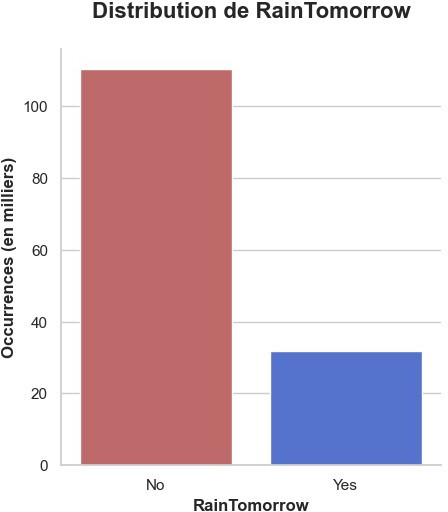 Distribution de RainTomorrow
Occurrences (en milliers)
100
80
60
40
20
0
No
Yes
RainTomorrow